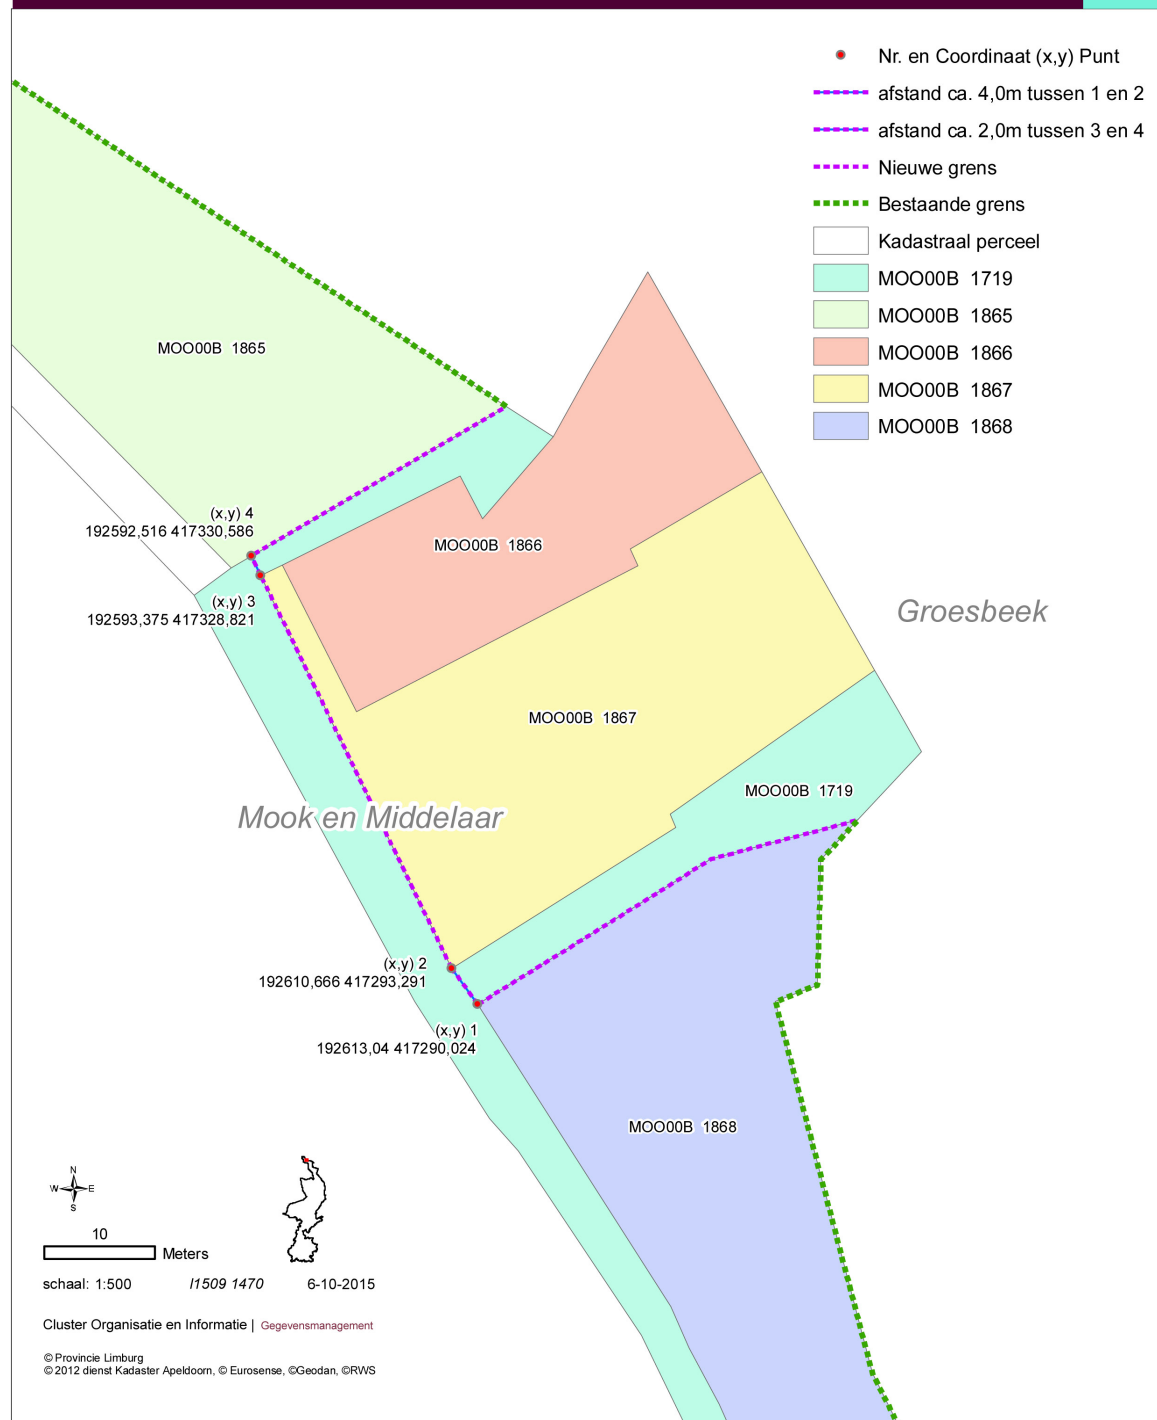 Nr. en Coordinaat (x,y) Punt
afstand ca. 4,0m tussen 1 en 2
afstand ca. 2,0m tussen 3 en 4
Nieuwe grens
Bestaande grens
Kadastraal perceel
MOO00B 1719
MOO00B 1865
MOO00B 1866
MOO00B 1867
MOO00B 1868
MOO00B 1865
(x,y) 4
192592,516 417330,586
MOO00B 1866
(x,y) 3
192593,375 417328,821
Groesbeek
MOO00B 1867
MOO00B 1719
Mook en Middelaar
(x,y) 2
192610,666 417293,291
(x,y) 1
192613,04 417290,024
MOO00B 1868
N
W E
S
10
Meters
schaal: 1:500 I1509 1470 6-10-2015
Cluster Organisatie en Informatie | Gegevensmanagement
© Provincie Limburg
© 2012 dienst Kadaster Apeldoorn, © Eurosense, ©Geodan, ©RWS